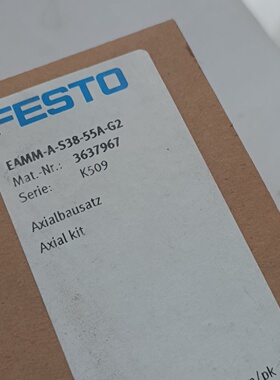 FESTO
EAMM-A-S38-55A-G2
Mat.-Nr.: 3637967
Serie: K509
Axialbausatz
Axial kit